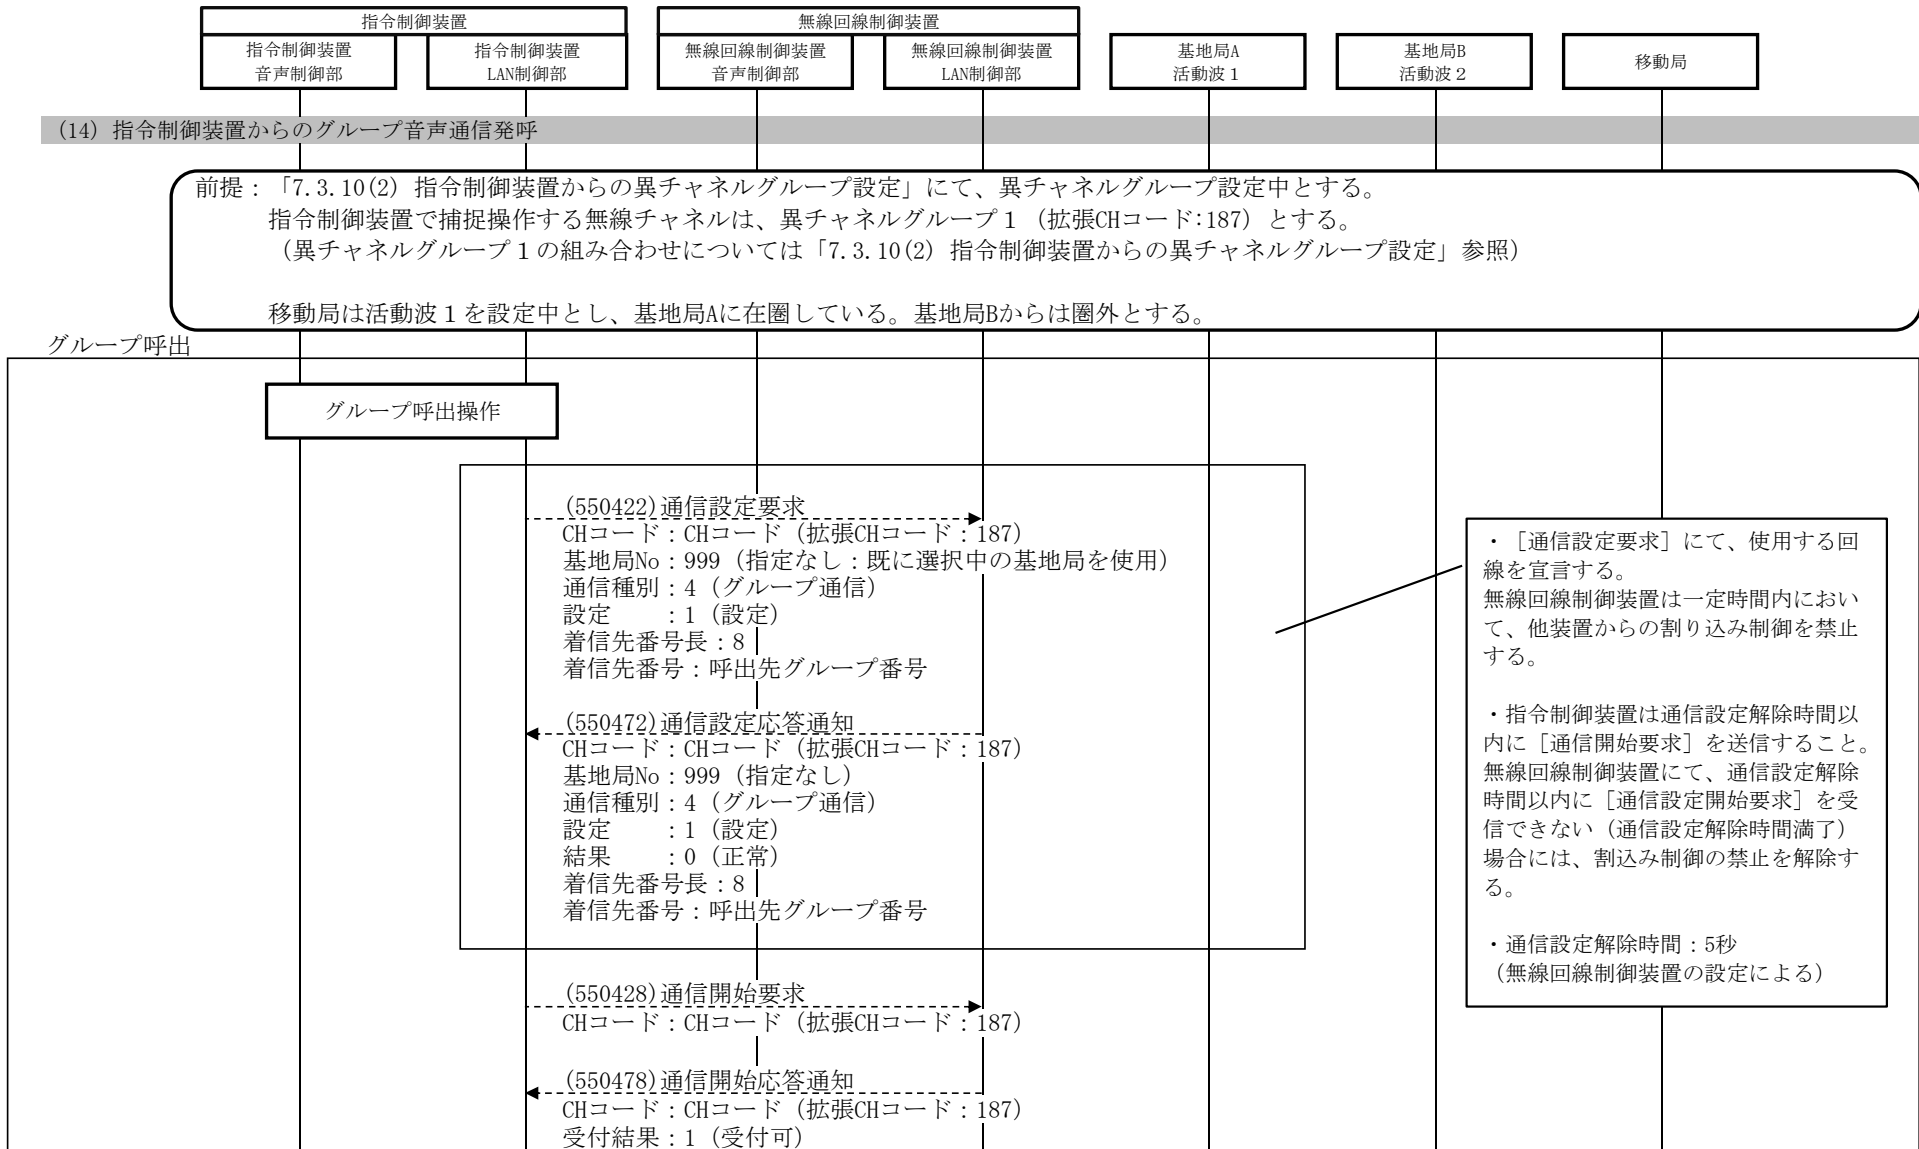 指令制御装置
無線回線制御装置
指令制御装置
音声制御部
指令制御装置
LAN制御部
無線回線制御装置
音声制御部
無線回線制御装置
LAN制御部
基地局A
活動波１
基地局B
活動波２
移動局
(14) 指令制御装置からのグループ音声通信発呼
前提：「7.3.10(2) 指令制御装置からの異チャネルグループ設定」にて、異チャネルグループ設定中とする。
指令制御装置で捕捉操作する無線チャネルは、異チャネルグループ１（拡張CHコード:187）とする。
（異チャネルグループ１の組み合わせについては「7.3.10(2) 指令制御装置からの異チャネルグループ設定」参照）
移動局は活動波１を設定中とし、基地局Aに在圏している。基地局Bからは圏外とする。
グループ呼出
グループ呼出操作
(550422)通信設定要求
CHコード：CHコード（拡張CHコード：187）
基地局No：999（指定なし：既に選択中の基地局を使用）
通信種別：4（グループ通信）
設定　　：1（設定）
着信先番号長：8
着信先番号：呼出先グループ番号
(550472)通信設定応答通知
CHコード：CHコード（拡張CHコード：187）
基地局No：999（指定なし）
通信種別：4（グループ通信）
設定　　：1（設定）
結果　　：0（正常）
着信先番号長：8
着信先番号：呼出先グループ番号
(550428)通信開始要求
CHコード：CHコード（拡張CHコード：187）
(550478)通信開始応答通知
CHコード：CHコード（拡張CHコード：187）
受付結果：1（受付可）
・［通信設定要求］にて、使用する回
線を宣言する。
無線回線制御装置は一定時間内におい
て、他装置からの割り込み制御を禁止
する。
・指令制御装置は通信設定解除時間以
内に［通信開始要求］を送信すること。
無線回線制御装置にて、通信設定解除
時間以内に［通信設定開始要求］を受
信できない（通信設定解除時間満了）
場合には、割込み制御の禁止を解除す
る。
・通信設定解除時間：5秒
（無線回線制御装置の設定による）